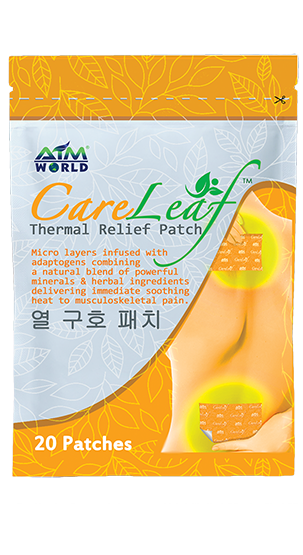 AIM®
WORLD
CareLeaf™
Thermal Relief Patch
Micro layers infused with
adaptogens combining
a natural blend of powerful
minerals & herbal ingredients
delivering immediate soothing
heat to musculoskeletal pain.
열 구호 패치
20 Patches